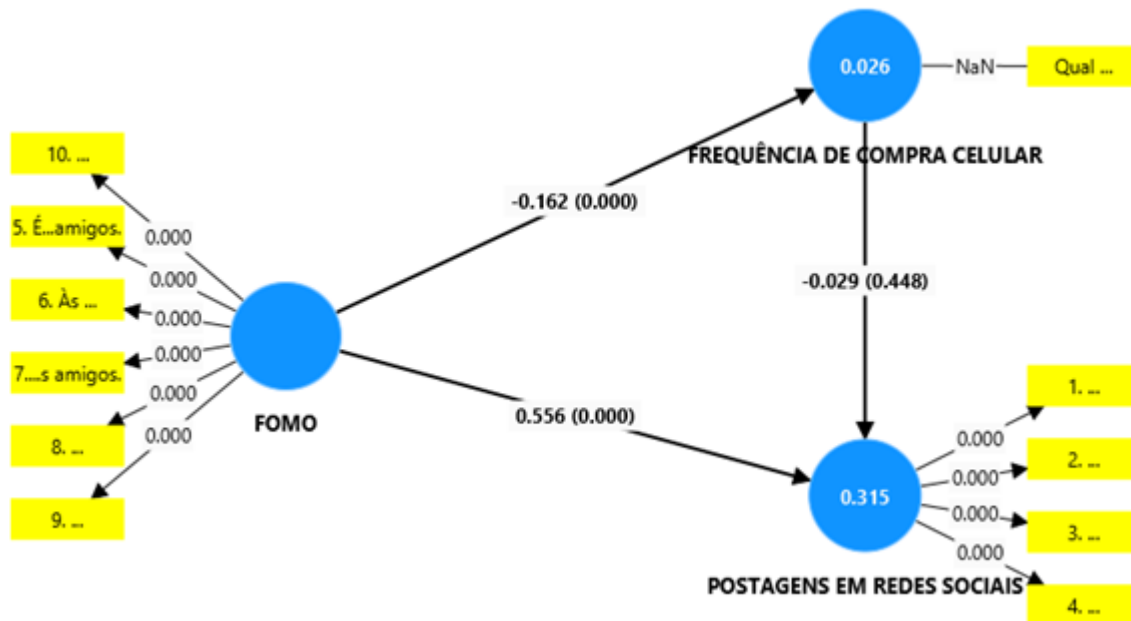 0.026
NaN
Qual ...
FREQUÊNCIA DE COMPRA CELULAR
10. ...
5. É...amigos.
6. Às ...
7....s amigos.
8. ...
9. ...
0.000
0.000
0.000
0.000
0.000
0.000
FOMO
-0.162 (0.000)
-0.029 (0.448)
0.556 (0.000)
0.315
POSTAGENS EM REDES SOCIAIS
0.000
0.000
0.000
0.000
1. ...
2. ...
3. ...
4. ...